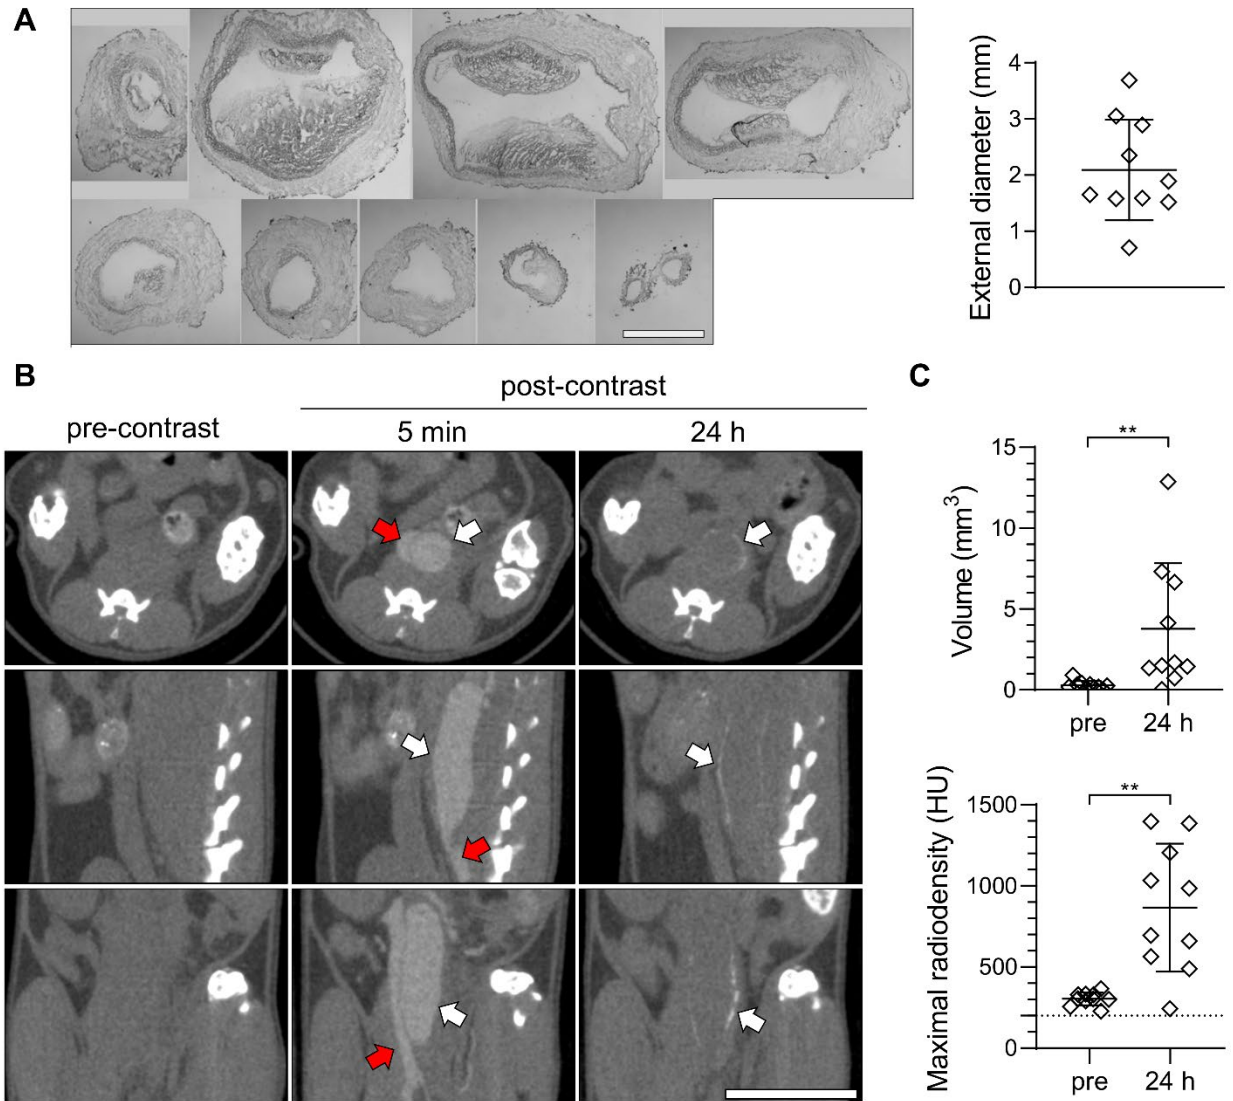 A
External diameter (mm)
4
3
2
1
0
B
post-contrast
pre-contrast
5 min
24 h
C
**
Volume (mm³)
15
10
5
0
pre
24 h
**
Maximal radiodensity (HU)
1500
1000
500
0
pre
24 h